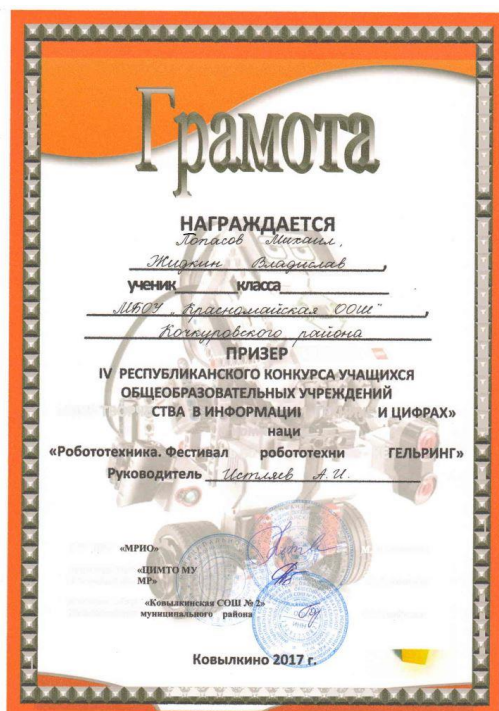 Грамота
НАГРАЖДАЕТСЯ
Попасов Михаил,
Жидкин Владислав,
ученик класса
МБОУ "Красномайская ООШ",
Кочкуровского района
ПРИЗЕР
IV РЕСПУБЛИКАНСКОГО КОНКУРСА УЧАЩИХСЯ
ОБЩЕОБРАЗОВАТЕЛЬНЫХ УЧРЕЖДЕНИЙ
СТВА В ИНФОРМАЦИ И ЦИФРАХ»
наци
«Робототехника. Фестивал робототехни ГЕЛЬРИНГ»
Руководитель А.И.
«МРИО»
«ЦИМТО МУ
МР»
«Ковылкинская СОШ № 2»
муниципального района
Ковылкино 2017 г.